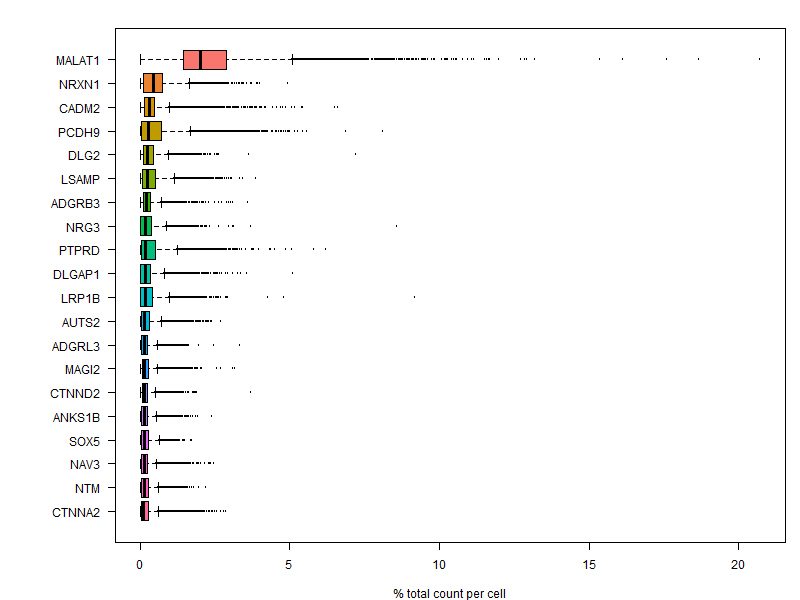 MALAT1
NRXN1
CADM2
PCDH9
DLG2
LSAMP
ADGRB3
NRG3
PTPRD
DLGAP1
LRP1B
AUTS2
ADGRL3
MAGI2
CTNND2
ANKS1B
SOX5
NAV3
NTM
CTNNA2
0 5 10 15 20
% total count per cell